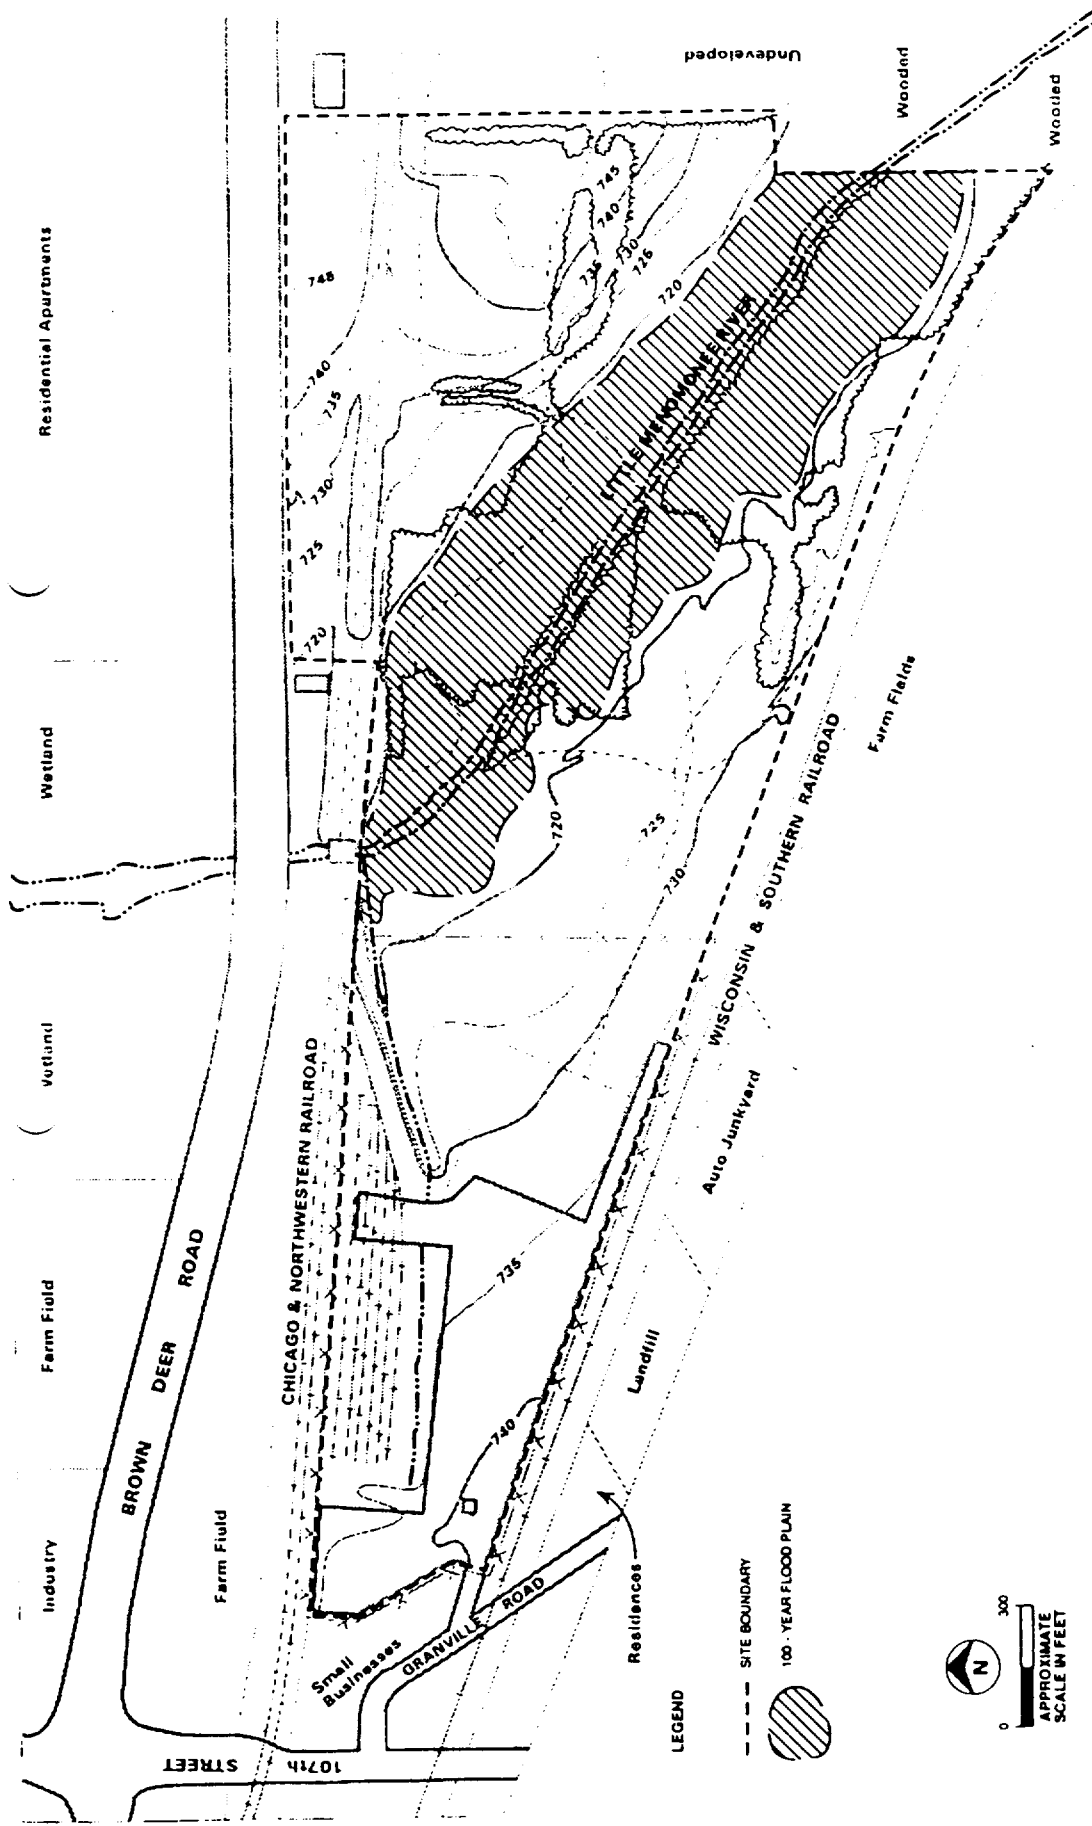 Industry
Farm Field
Wetland
Wetland
Residential Apartments
BROWN DEER ROAD
Farm Field
CHICAGO & NORTHWESTERN RAILROAD
107th STREET
Small
Businesses
GRANVILLE ROAD
Residences
Landfill
Auto Junkyard
WISCONSIN & SOUTHERN RAILROAD
Farm Fields
LITTLE MENOMONEE RIVER
Undeveloped
Wooded
Wooded
720
725
730
735
740
748
745
740
735
730
726
720
720
725
730
735
740
LEGEND
SITE BOUNDARY
100 - YEAR FLOOD PLAIN
N
0 300
APPROXIMATE
SCALE IN FEET